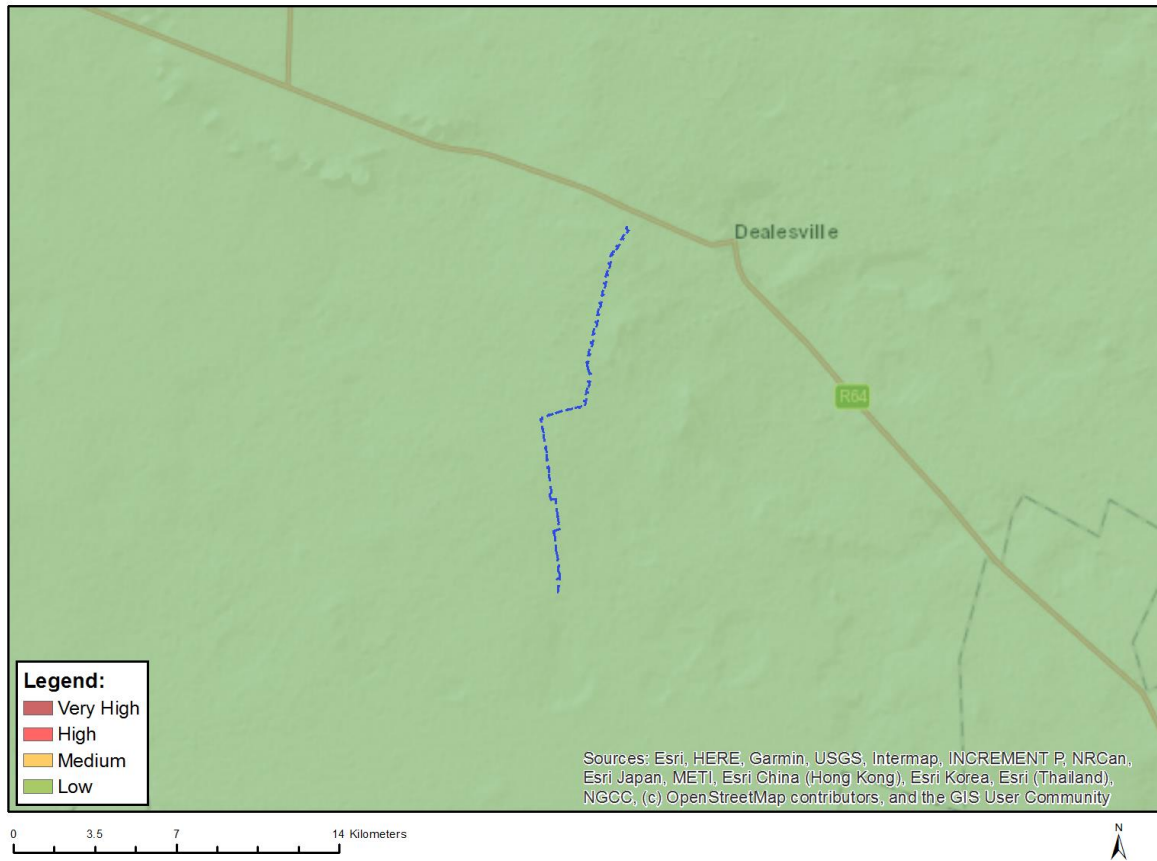 Dealesville
R64
Legend:
Very High
High
Medium
Low
Sources: Esri, HERE, Garmin, USGS, Intermap, INCREMENT P, NRCan,
Esri Japan, METI, Esri China (Hong Kong), Esri Korea, Esri (Thailand),
NGCC, (c) OpenStreetMap contributors, and the GIS User Community
0 3.5 7 14 Kilometers
N